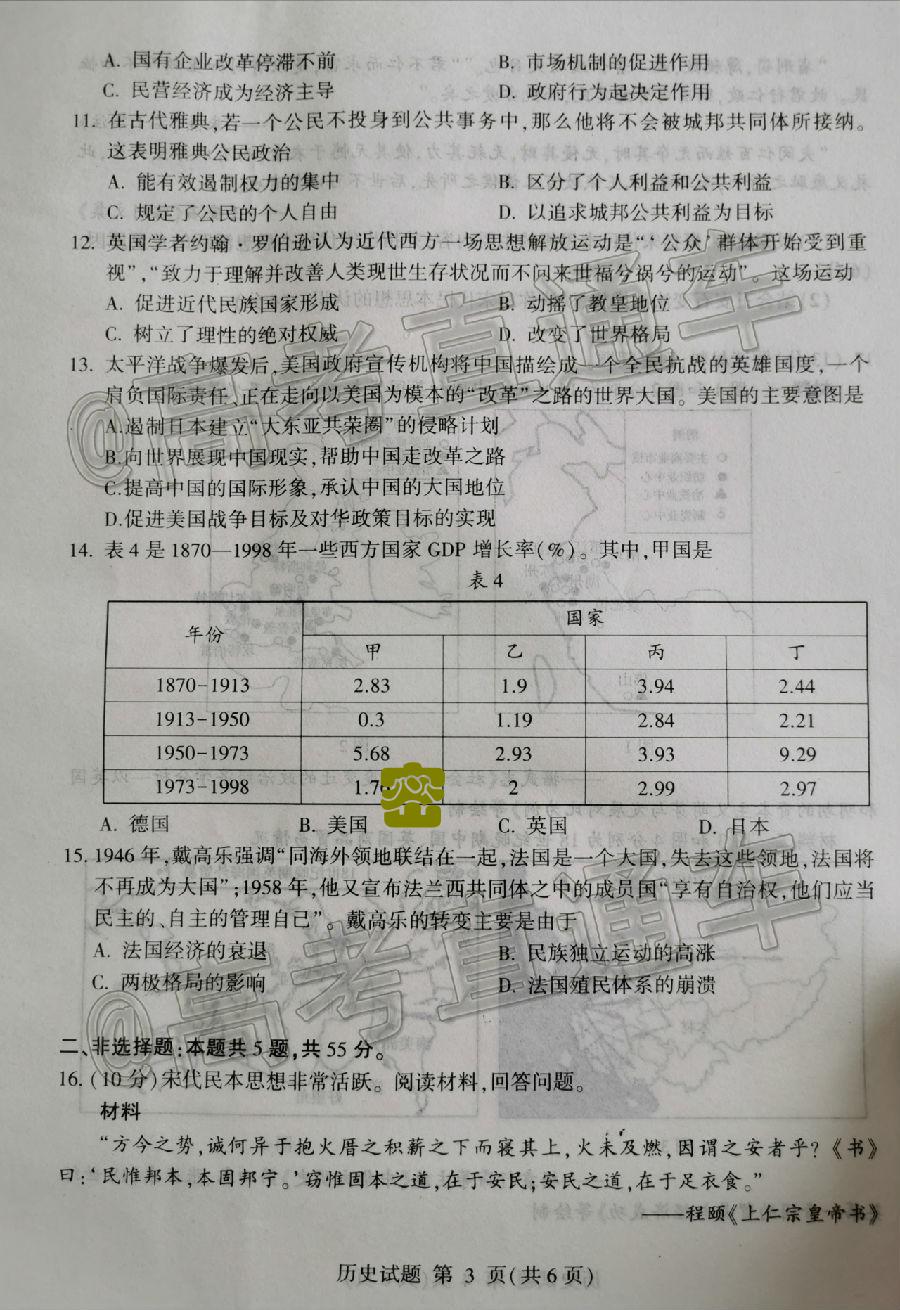 A. 国有企业改革停滞不前 B. 市场机制的促进作用
C. 民营经济成为经济主导 D. 政府行为起决定作用
11. 在古代雅典,若一个公民不投身到公共事务中,那么他将不会被城邦共同体所接纳。
这表明雅典公民政治
A. 能有效遏制权力的集中 B. 区分了个人利益和公共利益
C. 规定了公民的个人自由 D. 以追求城邦公共利益为目标
12. 英国学者约翰·罗伯逊认为近代西方一场思想解放运动是“‘公众’群体开始受到重
视”,“致力于理解并改善人类现世生存状况而不问来世福兮祸兮的运动”。这场运动
A. 促进近代民族国家形成 B. 动摇了教皇地位
C. 树立了理性的绝对权威 D. 改变了世界格局
13. 太平洋战争爆发后,美国政府宣传机构将中国描绘成一个全民抗战的英雄国度,一个
肩负国际责任、正在走向以美国为模本的“改革”之路的世界大国。美国的主要意图是
A.遏制日本建立“大东亚共荣圈”的侵略计划
B.向世界展现中国现实,帮助中国走改革之路
C.提高中国的国际形象,承认中国的大国地位
D.促进美国战争目标及对华政策目标的实现
14. 表4是1870—1998年一些西方国家GDP增长率(%)。其中,甲国是
表4
年份 国家
甲 乙 丙 丁
1870-1913 2.83 1.9 3.94 2.44
1913-1950 0.3 1.19 2.84 2.21
1950-1973 5.68 2.93 3.93 9.29
1973-1998 1.76 2 2.99 2.97
A. 德国 B. 美国 C. 英国 D. 日本
15. 1946年,戴高乐强调“同海外领地联结在一起,法国是一个大国,失去这些领地,法国将
不再成为大国”;1958年,他又宣布法兰西共同体之中的成员国“享有自治权,他们应当
民主的、自主的管理自己”。戴高乐的转变主要是由于
A. 法国经济的衰退 B. 民族独立运动的高涨
C. 两极格局的影响 D. 法国殖民体系的崩溃
二、非选择题:本题共5题,共55分。
16. (10分)宋代民本思想非常活跃。阅读材料,回答问题。
材料
“方今之势,诚何异于抱火厝之积薪之下而寝其上,火未及燃,因谓之安者乎?《书》
曰:‘民惟邦本,本固邦宁。’窃惟固本之道,在于安民;安民之道,在于足衣食。”
——程颐《上仁宗皇帝书》
历史试题 第 3 页(共6页)
@高考直通车
@高考直通车